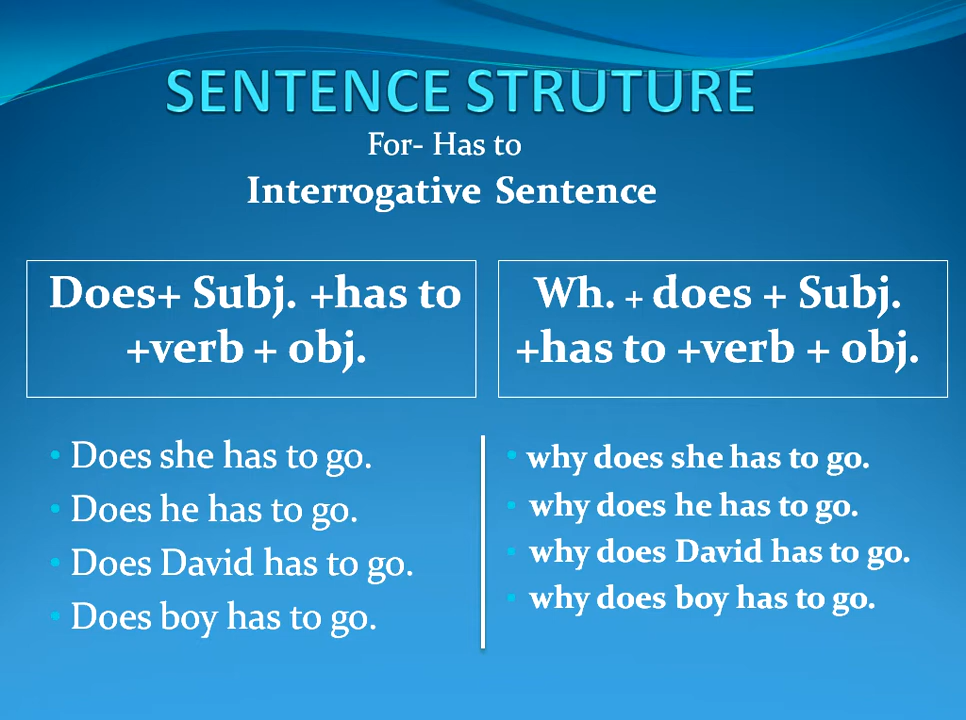 SENTENCE STRUTURE
For- Has to
Interrogative Sentence
Does+ Subj. +has to
+verb + obj.
• Does she has to go.
• Does he has to go.
• Does David has to go.
• Does boy has to go.
Wh. + does + Subj.
+has to +verb + obj.
• why does she has to go.
• why does he has to go.
• why does David has to go.
• why does boy has to go.